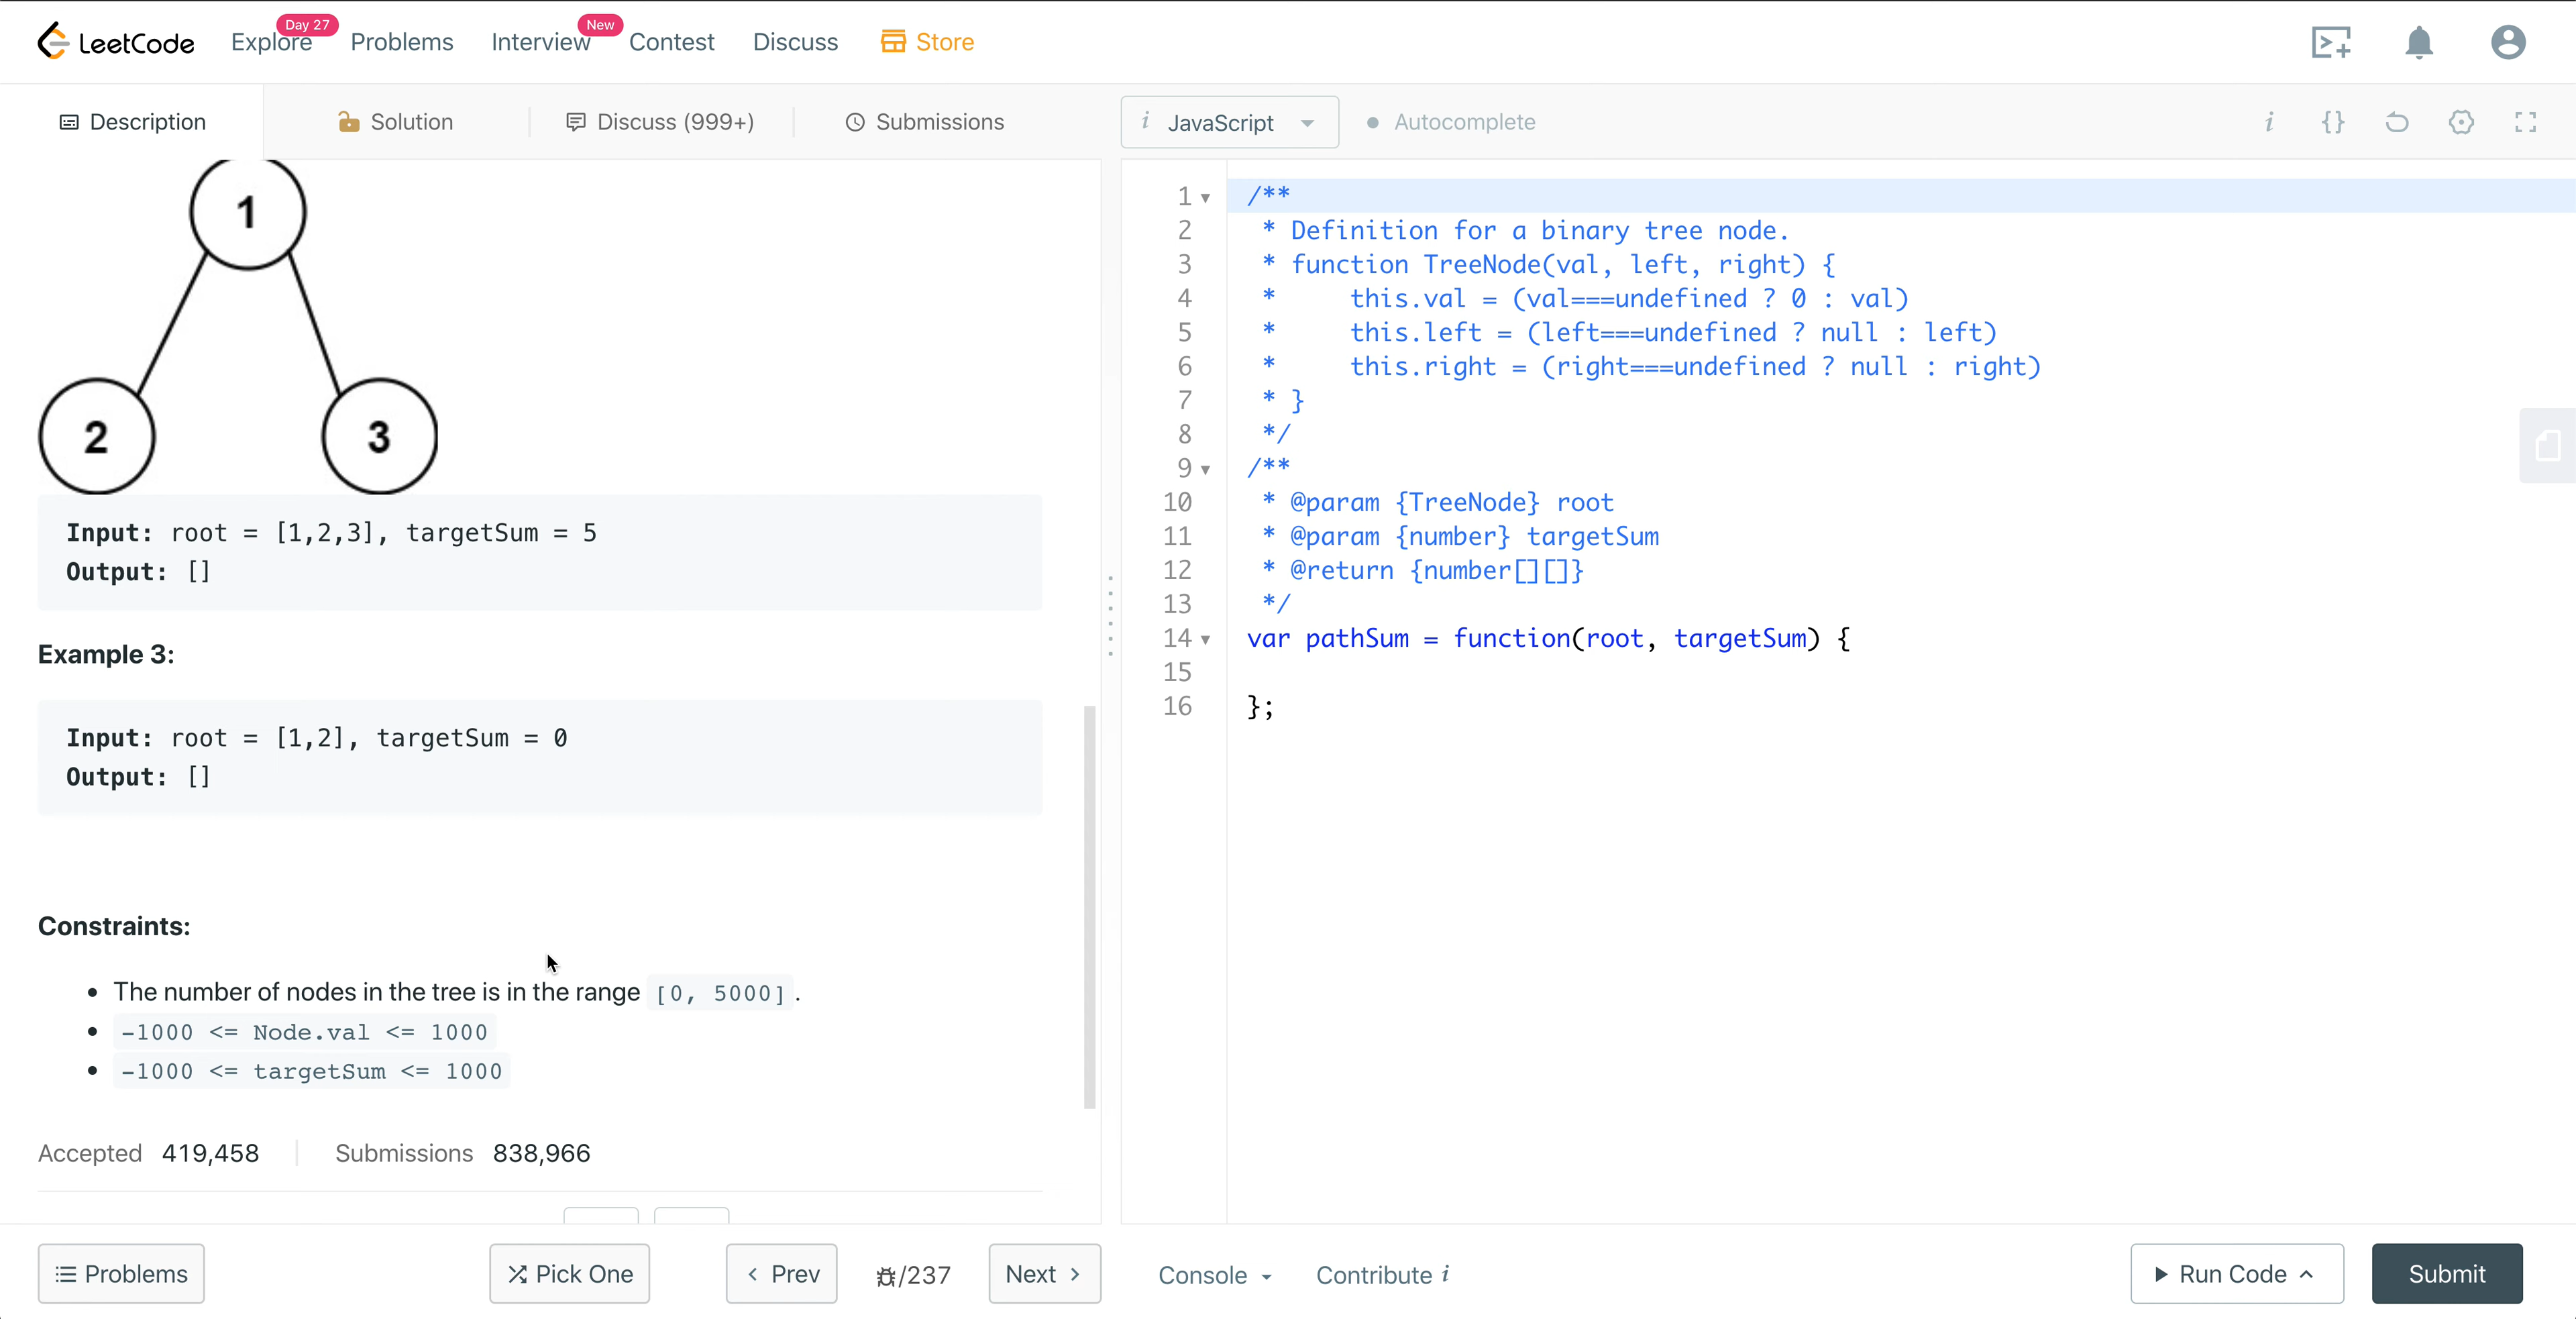 LeetCode
Explore
Day 27
Problems
Interview
New
Contest
Discuss
Store
Description
Solution
Discuss (999+)
Submissions
i JavaScript
Autocomplete
i {}
1
2
3
Input: root = [1,2,3], targetSum = 5
Output: []
Example 3:
Input: root = [1,2], targetSum = 0
Output: []
Constraints:
• The number of nodes in the tree is in the range [0, 5000].
• -1000 <= Node.val <= 1000
• -1000 <= targetSum <= 1000
Accepted 419,458 Submissions 838,966
1 /**
2 * Definition for a binary tree node.
3 * function TreeNode(val, left, right) {
4 *     this.val = (val===undefined ? 0 : val)
5 *     this.left = (left===undefined ? null : left)
6 *     this.right = (right===undefined ? null : right)
7 * }
8 */
9 /**
10 * @param {TreeNode} root
11 * @param {number} targetSum
12 * @return {number[][]}
13 */
14 var pathSum = function(root, targetSum) {
15
16 };
Problems
Pick One
< Prev
/237
Next >
Console
Contribute i
Run Code
Submit